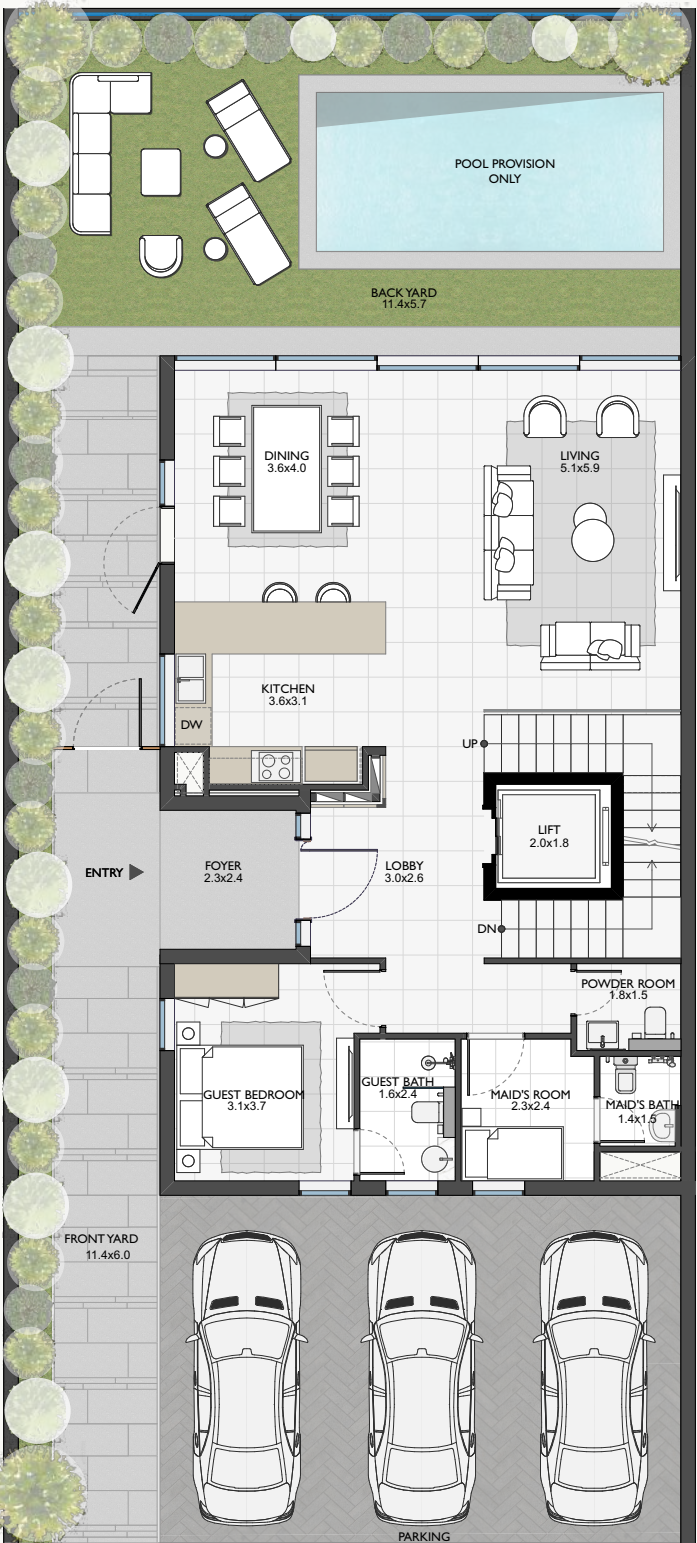 POOL PROVISION
ONLY
BACK YARD
11.4x5.7
DINING
3.6x4.0
LIVING
5.1x5.9
KITCHEN
3.6x3.1
DW
UP
LIFT
2.0x1.8
ENTRY
FOYER
2.3x2.4
LOBBY
3.0x2.6
DN
POWDER ROOM
1.8x1.5
GUEST BEDROOM
3.1x3.7
GUEST BATH
1.6x2.4
MAID'S ROOM
2.3x2.4
MAID'S BATH
1.4x1.5
FRONT YARD
11.4x6.0
PARKING